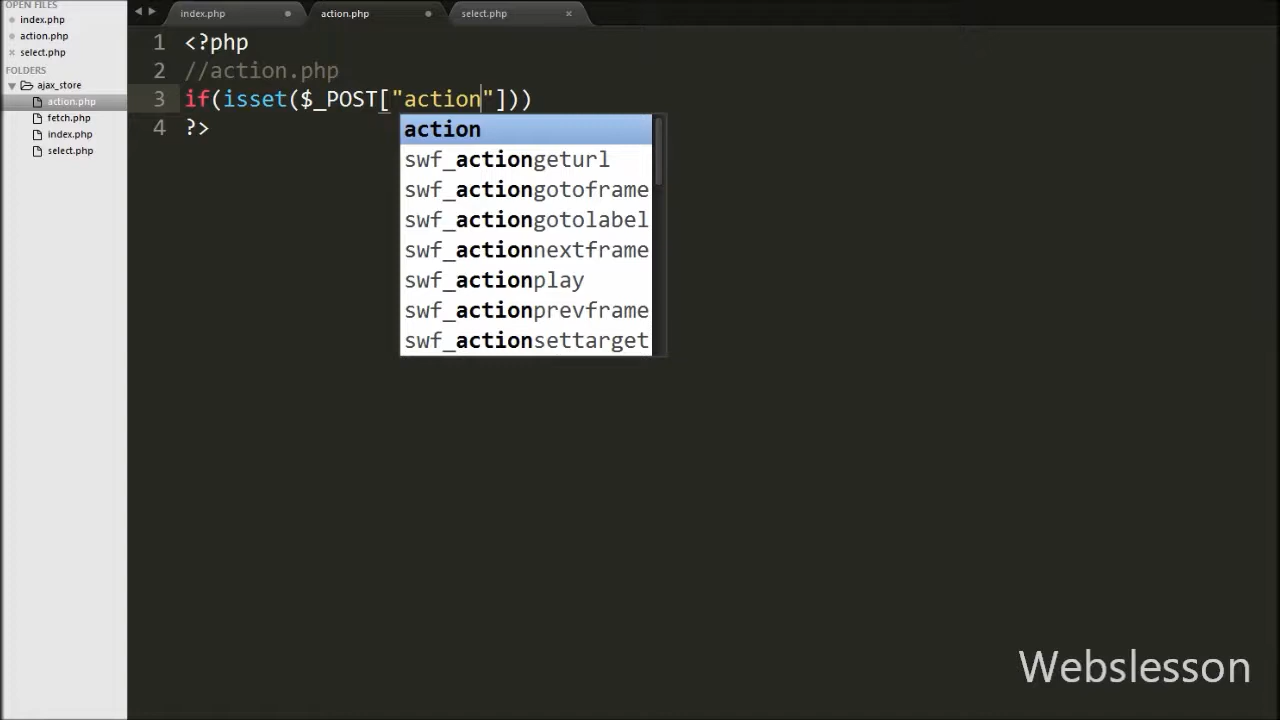 OPEN FILES
index.php
action.php
select.php
FOLDERS
ajax_store
action.php
fetch.php
index.php
select.php
index.php
action.php
select.php
1 <?php
2 //action.php
3 if(isset($_POST["action"]))
4 ?>
action
swf_actiongeturl
swf_actiongotoframe
swf_actiongotolabel
swf_actionnextframe
swf_actionplay
swf_actionprevframe
swf_actionsettarget
Webslesson